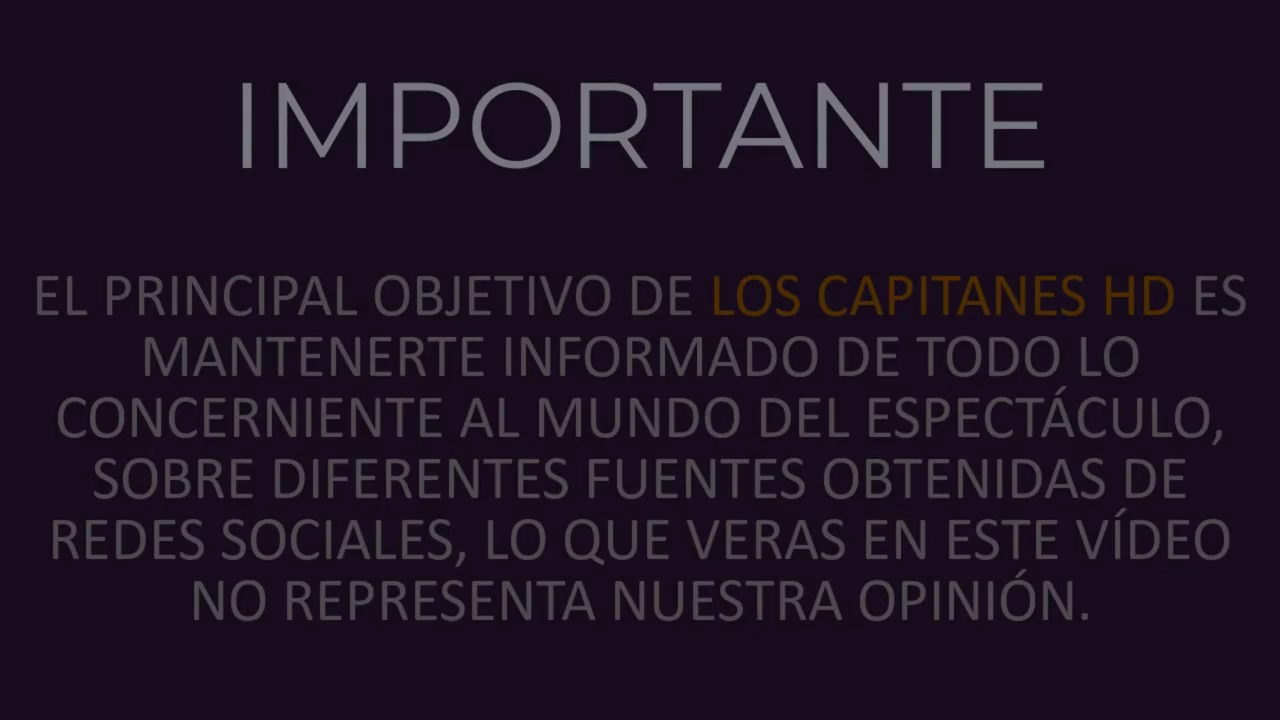 IMPORTANTE
EL PRINCIPAL OBJETIVO DE LOS CAPITANES HD ES
MANTENERTE INFORMADO DE TODO LO
CONCERNIENTE AL MUNDO DEL ESPECTÁCULO,
SOBRE DIFERENTES FUENTES OBTENIDAS DE
REDES SOCIALES, LO QUE VERAS EN ESTE VÍDEO
NO REPRESENTA NUESTRA OPINIÓN.